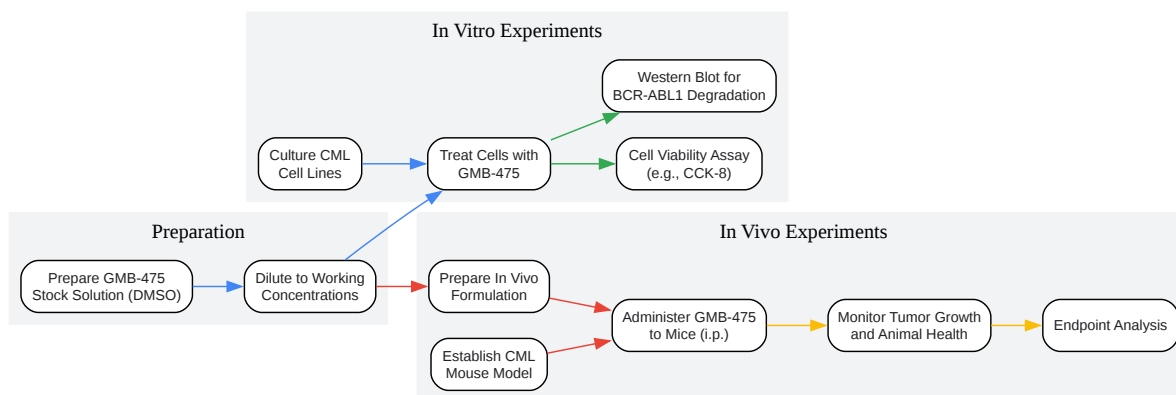 In Vitro Experiments
Western Blot for
BCR-ABL1 Degradation
Culture CML
Cell Lines
Treat Cells with
GMB-475
Cell Viability Assay
(e.g., CCK-8)
Preparation
Prepare GMB-475
Stock Solution (DMSO)
Dilute to Working
Concentrations
In Vivo Experiments
Prepare In Vivo
Formulation
Establish CML
Mouse Model
Administer GMB-475
to Mice (i.p.)
Monitor Tumor Growth
and Animal Health
Endpoint Analysis